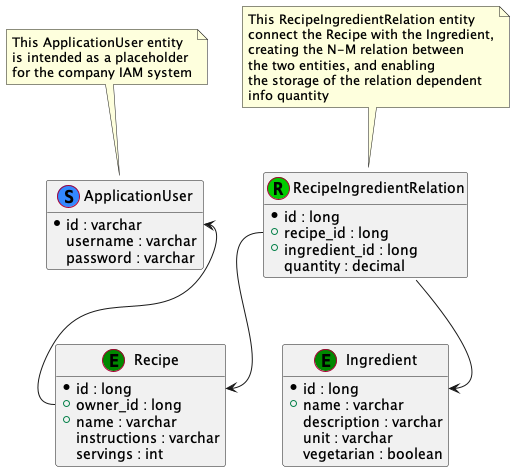 This ApplicationUser entity
is intended as a placeholder
for the company IAM system
This RecipeIngredientRelation entity
connect the Recipe with the Ingredient,
creating the N-M relation between
the two entities, and enabling
the storage of the relation dependent
info quantity
S ApplicationUser
id : varchar
username : varchar
password : varchar
R RecipeIngredientRelation
id : long
recipe_id : long
ingredient_id : long
quantity : decimal
E Recipe
id : long
owner_id : long
name : varchar
instructions : varchar
servings : int
E Ingredient
id : long
name : varchar
description : varchar
unit : varchar
vegetarian : boolean